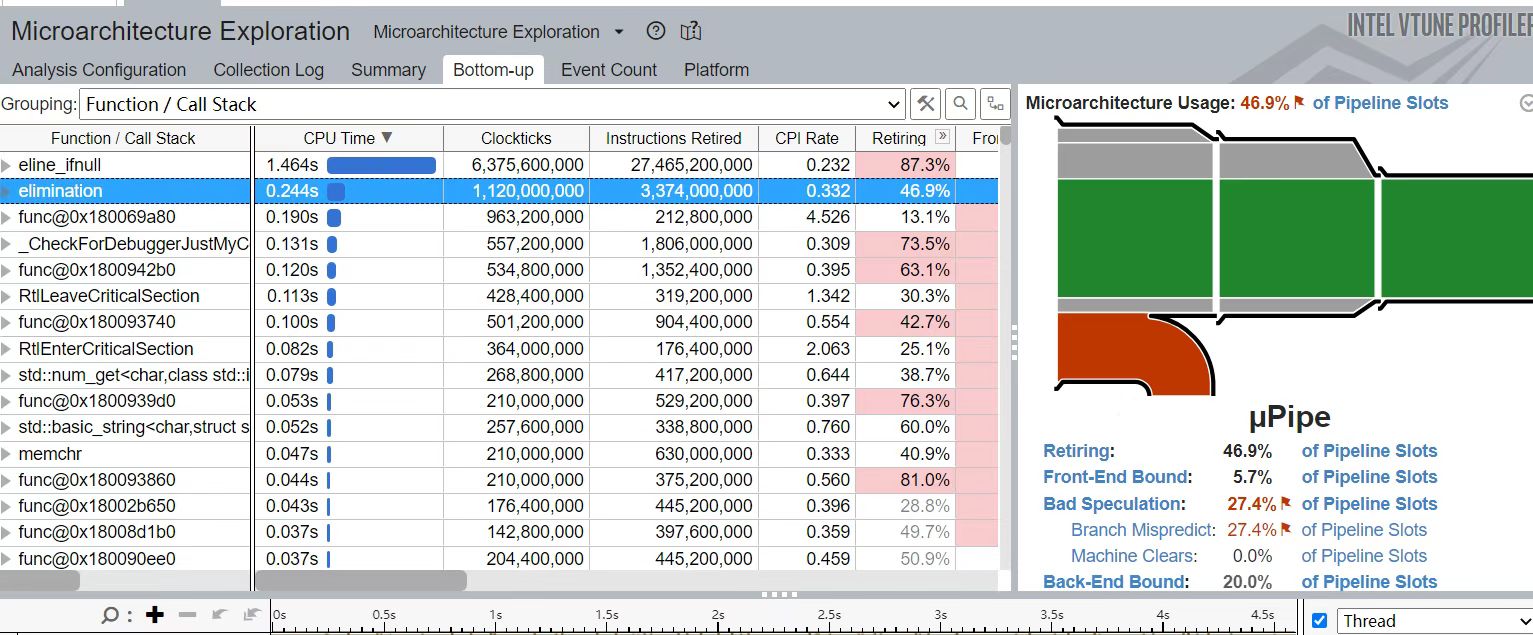 Microarchitecture Exploration Microarchitecture Exploration
INTEL VTUNE PROFILER
Analysis Configuration Collection Log Summary Bottom-up Event Count Platform
Grouping: Function / Call Stack
Function / Call Stack CPU Time ▼ Clockticks Instructions Retired CPI Rate Retiring » Fro
eline_ifnull 1.464s 6,375,600,000 27,465,200,000 0.232 87.3%
elimination 0.244s 1,120,000,000 3,374,000,000 0.332 46.9%
func@0x180069a80 0.190s 963,200,000 212,800,000 4.526 13.1%
_CheckForDebuggerJustMyC 0.131s 557,200,000 1,806,000,000 0.309 73.5%
func@0x1800942b0 0.120s 534,800,000 1,352,400,000 0.395 63.1%
RtlLeaveCriticalSection 0.113s 428,400,000 319,200,000 1.342 30.3%
func@0x180093740 0.100s 501,200,000 904,400,000 0.554 42.7%
RtlEnterCriticalSection 0.082s 364,000,000 176,400,000 2.063 25.1%
std::num_get<char,class std::i 0.079s 268,800,000 417,200,000 0.644 38.7%
func@0x1800939d0 0.053s 210,000,000 529,200,000 0.397 76.3%
std::basic_string<char,struct s 0.052s 257,600,000 338,800,000 0.760 60.0%
memchr 0.047s 210,000,000 630,000,000 0.333 40.9%
func@0x180093860 0.044s 210,000,000 375,200,000 0.560 81.0%
func@0x18002b650 0.043s 176,400,000 445,200,000 0.396 28.8%
func@0x18008d1b0 0.037s 142,800,000 397,600,000 0.359 49.7%
func@0x180090ee0 0.037s 204,400,000 445,200,000 0.459 50.9%
Microarchitecture Usage: 46.9% of Pipeline Slots
µPipe
Retiring: 46.9% of Pipeline Slots
Front-End Bound: 5.7% of Pipeline Slots
Bad Speculation: 27.4% of Pipeline Slots
Branch Mispredict: 27.4% of Pipeline Slots
Machine Clears: 0.0% of Pipeline Slots
Back-End Bound: 20.0% of Pipeline Slots
0s 0.5s 1s 1.5s 2s 2.5s 3s 3.5s 4s 4.5s
Thread